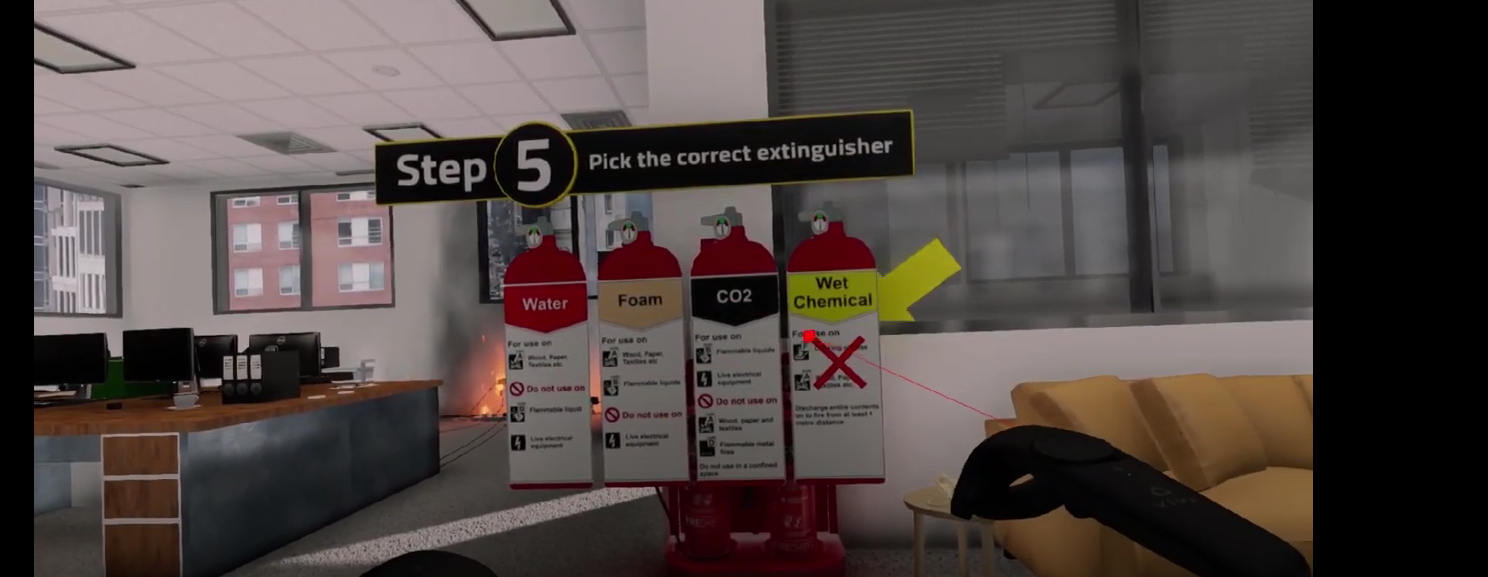 Step 5 Pick the correct extinguisher
Water
For use on
Wood, Paper,
Textiles etc
Do not use on
Flammable liquid
Live electrical
equipment
Foam
For use on
Wood, Paper,
Textiles etc
Flammable liquids
Do not use on
Live electrical
equipment
CO2
For use on
Flammable liquids
Live electrical
equipment
Do not use on
Wood, paper and
textiles
Flammable metal
fires
Do not use in a confined
space
Wet
Chemical
For use on
Discharge entire contents
on to fire from at least 1
metre distance